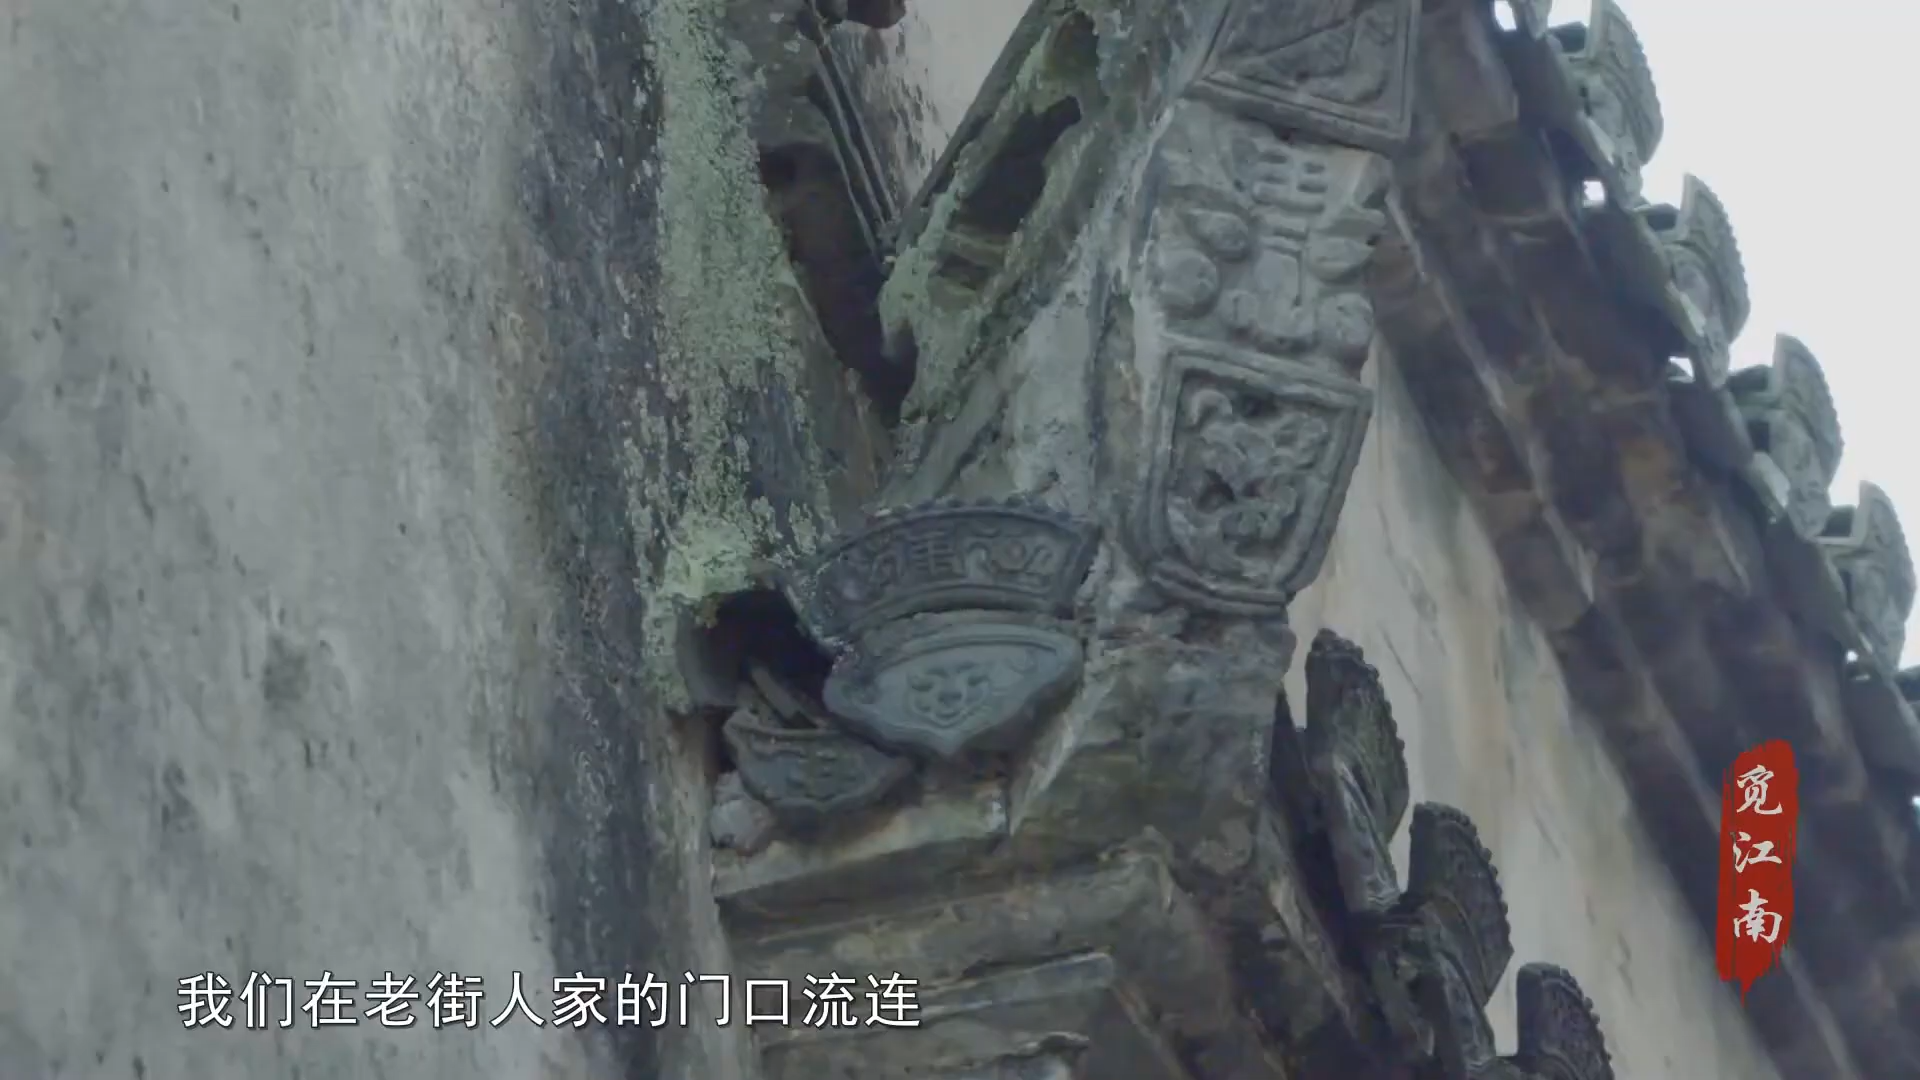 觅江南
我们在老街人家的门口流连